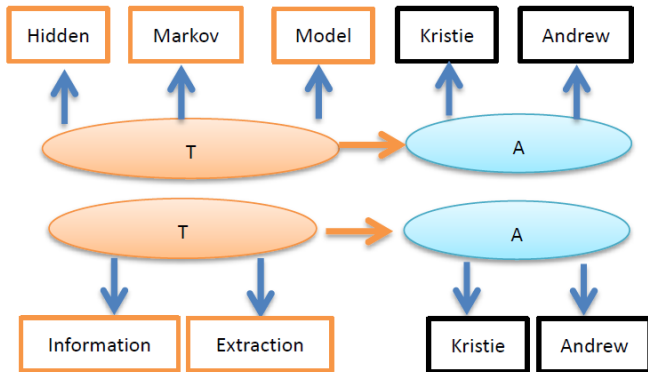 Hidden Markov Model Kristie Andrew
T A
T A
Information Extraction Kristie Andrew